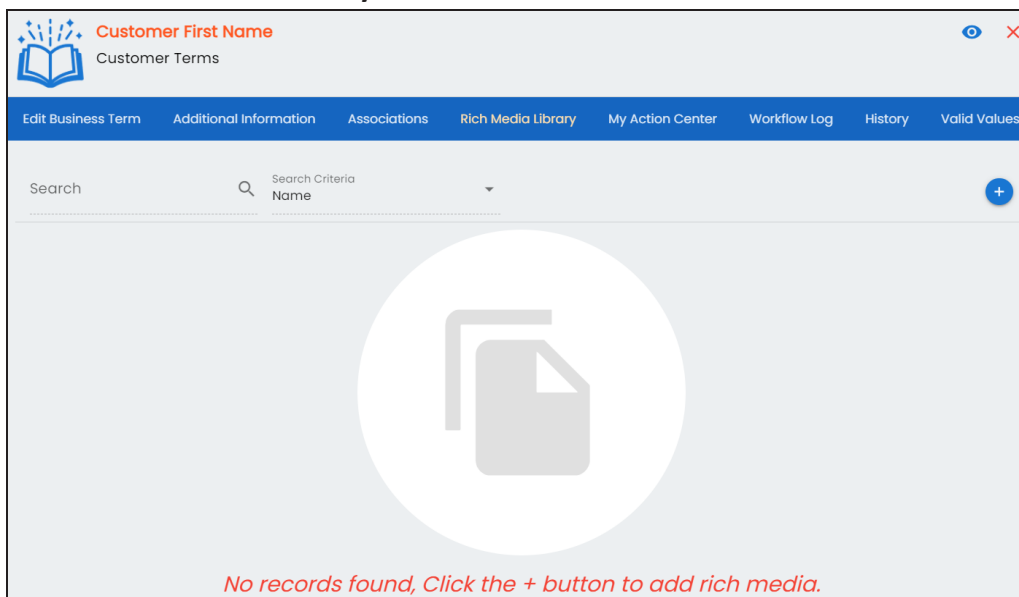 Customer First Name
Customer Terms
Edit Business Term Additional Information Associations Rich Media Library My Action Center Workflow Log History Valid Values
Search
Search Criteria
Name
No records found, Click the + button to add rich media.